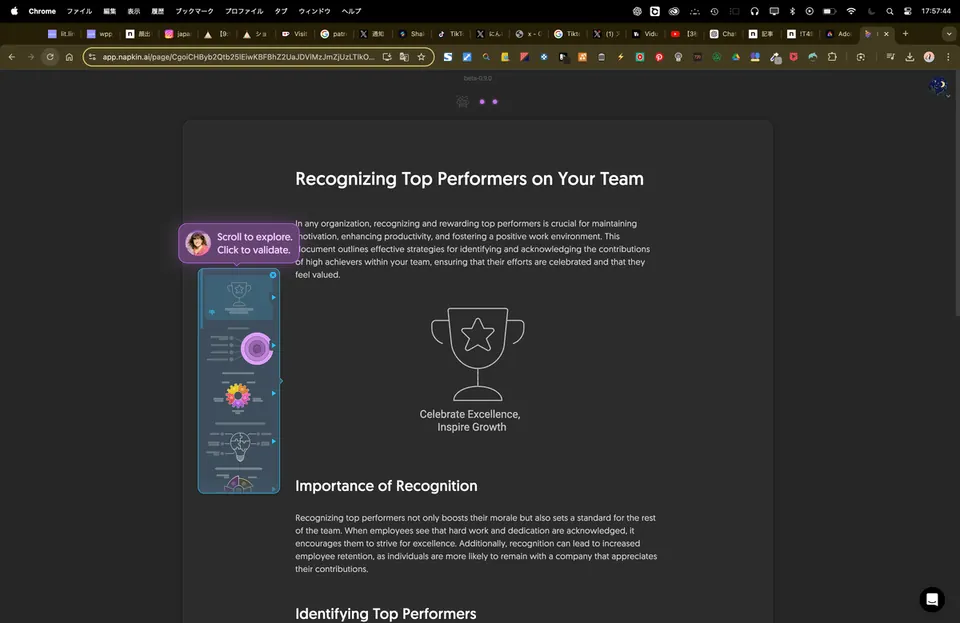 Chrome ファイル 編集 表示 履歴 ブックマーク プロファイル タブ ウィンドウ ヘルプ 17:57:44
beta-0.9.0
Recognizing Top Performers on Your Team
In any organization, recognizing and rewarding top performers is crucial for maintaining
motivation, enhancing productivity, and fostering a positive work environment. This
document outlines effective strategies for identifying and acknowledging the contributions
of high achievers within your team, ensuring that their efforts are celebrated and that they
feel valued.
Scroll to explore.
Click to validate.
Celebrate Excellence,
Inspire Growth
Importance of Recognition
Recognizing top performers not only boosts their morale but also sets a standard for the rest
of the team. When employees see that hard work and dedication are acknowledged, it
encourages them to strive for excellence. Additionally, recognition can lead to increased
employee retention, as individuals are more likely to remain with a company that appreciates
their contributions.
Identifying Top Performers